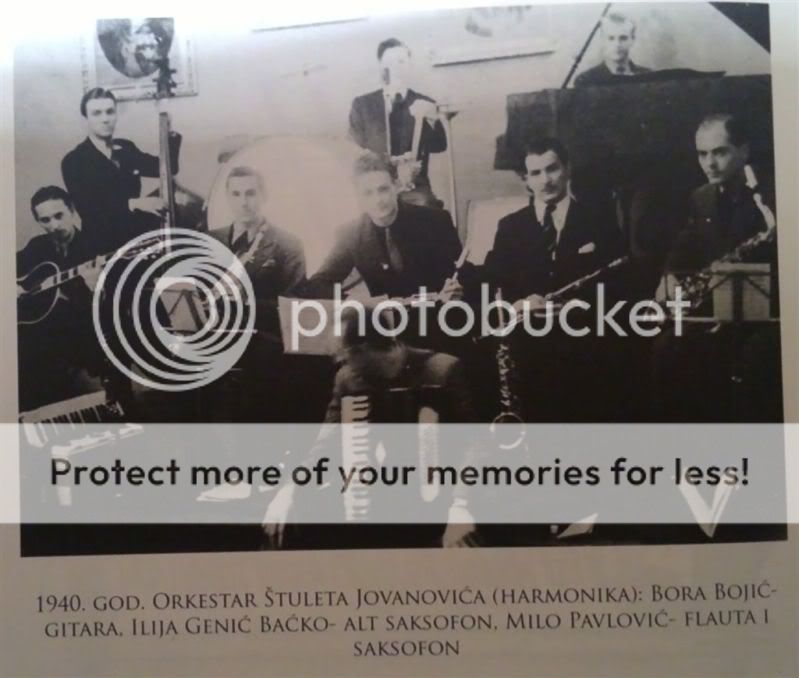 photobucket
Protect more of your memories for less!
1940. GOD. ORKESTAR ŠTULETA JOVANOVIĆA (HARMONIKA): BORA BOJIĆ-
GITARA, ILIJA GENIĆ BAĆKO- ALT SAKSOFON, MILO PAVLOVIĆ- FLAUTA I
SAKSOFON